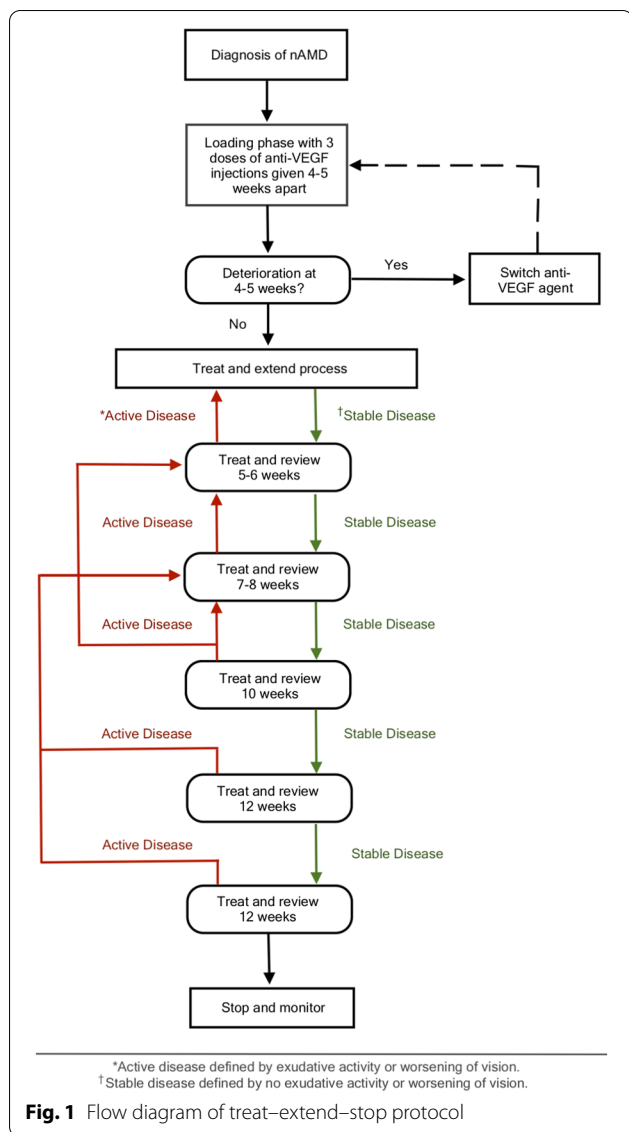 Diagnosis of nAMD
Loading phase with 3
doses of anti-VEGF
injections given 4-5
weeks apart
Deterioration at
4-5 weeks?
Yes
Switch anti-
VEGF agent
No
Treat and extend process
*Active Disease
†Stable Disease
Treat and review
5-6 weeks
Active Disease
Stable Disease
Treat and review
7-8 weeks
Active Disease
Stable Disease
Treat and review
10 weeks
Active Disease
Stable Disease
Treat and review
12 weeks
Active Disease
Stable Disease
Treat and review
12 weeks
Stop and monitor
*Active disease defined by exudative activity or worsening of vision.
†Stable disease defined by no exudative activity or worsening of vision.
Fig. 1 Flow diagram of treat–extend–stop protocol